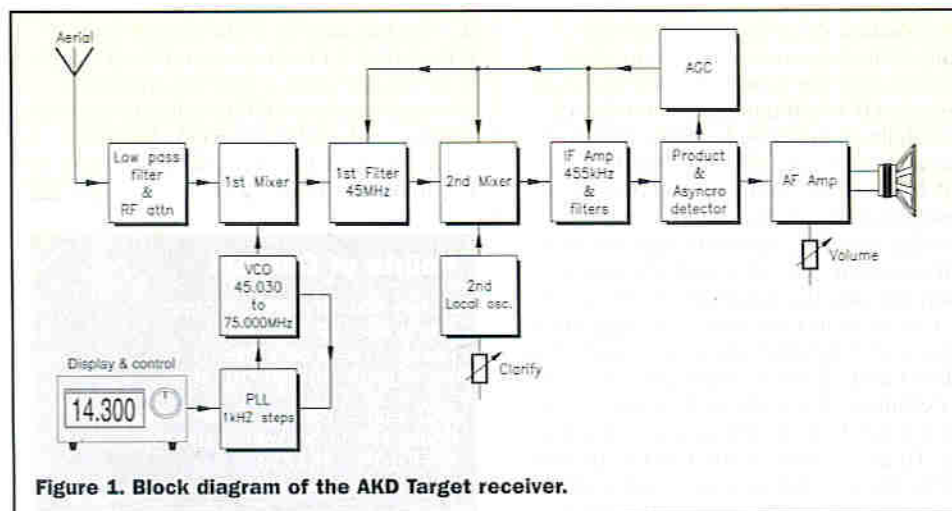 Aerial
Low pass
filter
&
RF attn
1st Mixer
1st Filter
45MHz
2nd Mixer
IF Amp
455kHz
&
filters
AGC
Product
&
Asyncro
detector
AF Amp
Volume
VCO
45.030
to
75.000MHz
2nd
Local osc.
Clarify
Display & control
14.300
PLL
1kHZ steps
Figure 1. Block diagram of the AKD Target receiver.